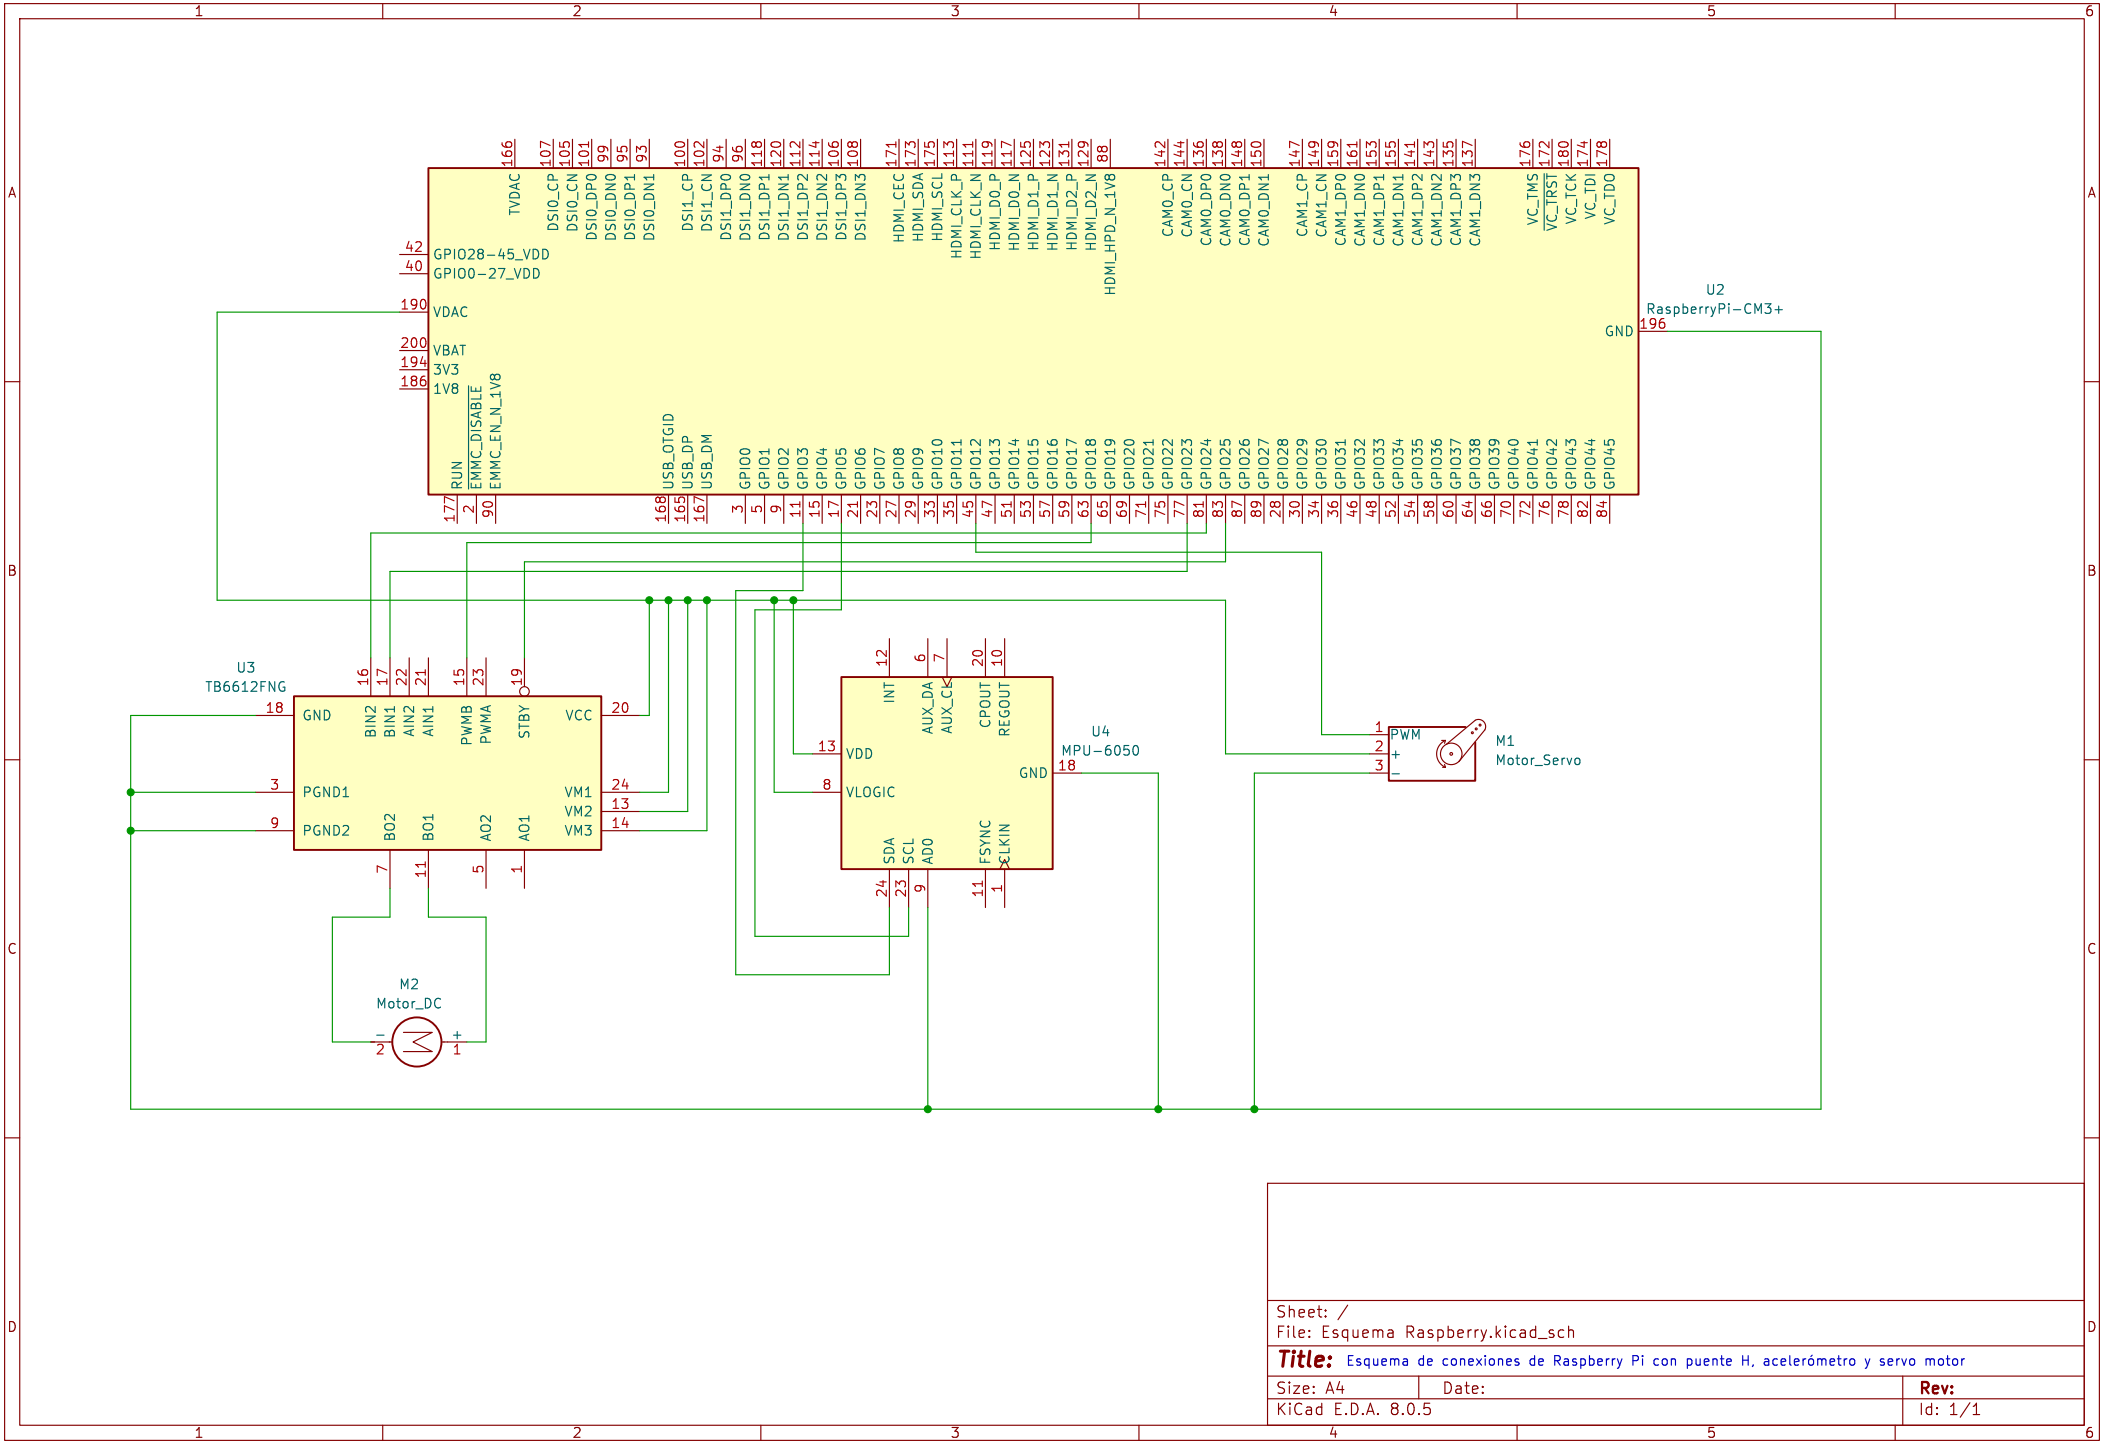 1 2 3 4 5 6
A A
B B
C C
D D
1 2 3 4 5 6
166 107 105 101 99 95 93 100 102 94 96 118 120 112 114 106 108 171 173 175 113 111 119 117 125 123 131 129 88 142 144 136 138 148 150 147 149 159 161 153 155 141 143 135 137 176 172 180 174 178
TVDAC DSI0_CP DSI0_CN DSI0_DP0 DSI0_DN0 DSI0_DP1 DSI0_DN1 DSI1_CP DSI1_CN DSI1_DP0 DSI1_DN0 DSI1_DP1 DSI1_DN1 DSI1_DP2 DSI1_DN2 DSI1_DP3 DSI1_DN3 HDMI_CEC HDMI_SDA HDMI_SCL HDMI_CLK_P HDMI_CLK_N HDMI_D0_P HDMI_D0_N HDMI_D1_P HDMI_D1_N HDMI_D2_P HDMI_D2_N HDMI_HPD_N_1V8 CAM0_CP CAM0_CN CAM0_DP0 CAM0_DN0 CAM0_DP1 CAM0_DN1 CAM1_CP CAM1_CN CAM1_DP0 CAM1_DN0 CAM1_DP1 CAM1_DN1 CAM1_DP2 CAM1_DN2 CAM1_DP3 CAM1_DN3 VC_TMS VC_TRST VC_TCK VC_TDI VC_TDO
42 GPIO28-45_VDD
40 GPIO0-27_VDD
190 VDAC
200 VBAT
194 3V3
186 1V8
GND 196
U2
RaspberryPi-CM3+
RUN EMMC_DISABLE EMMC_EN_N_1V8 USB_OTGID USB_DP USB_DM GPIO0 GPIO1 GPIO2 GPIO3 GPIO4 GPIO5 GPIO6 GPIO7 GPIO8 GPIO9 GPIO10 GPIO11 GPIO12 GPIO13 GPIO14 GPIO15 GPIO16 GPIO17 GPIO18 GPIO19 GPIO20 GPIO21 GPIO22 GPIO23 GPIO24 GPIO25 GPIO26 GPIO27 GPIO28 GPIO29 GPIO30 GPIO31 GPIO32 GPIO33 GPIO34 GPIO35 GPIO36 GPIO37 GPIO38 GPIO39 GPIO40 GPIO41 GPIO42 GPIO43 GPIO44 GPIO45
177 2 90 168 165 167 3 5 9 11 15 17 21 23 27 29 33 35 45 47 51 53 57 59 63 65 69 71 75 77 81 83 87 89 28 30 34 36 46 48 52 54 58 60 64 66 70 72 76 78 82 84
U3
TB6612FNG
16 17 22 21 15 23 19
BIN2 BIN1 AIN2 AIN1 PWMB PWMA STBY
18 GND
3 PGND1
9 PGND2
VCC 20
VM1 24
VM2 13
VM3 14
BO2 BO1 AO2 AO1
7 11 5 1
M2
Motor_DC
- +
2 1
12 6 7 20 10
INT AUX_DA AUX_CL CPOUT REGOUT
13 VDD
8 VLOGIC
GND 18
U4
MPU-6050
SDA SCL AD0 FSYNC CLKIN
24 23 9 11 1
1 PWM
2 +
3 -
M1
Motor_Servo
Sheet: /
File: Esquema Raspberry.kicad_sch
Title: Esquema de conexiones de Raspberry Pi con puente H, acelerómetro y servo motor
Size: A4 Date: Rev:
KiCad E.D.A. 8.0.5 Id: 1/1